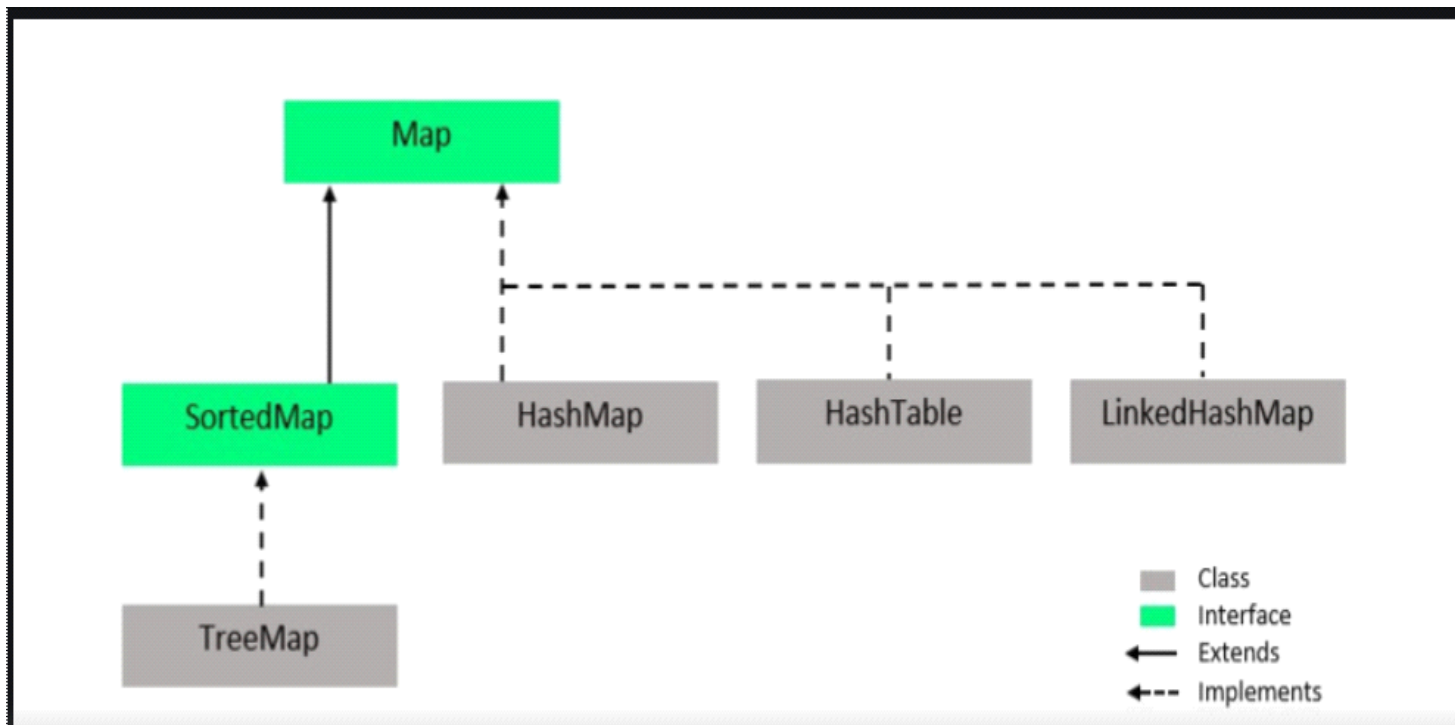 Map
SortedMap
HashMap
HashTable
LinkedHashMap
TreeMap
Class
Interface
Extends
Implements